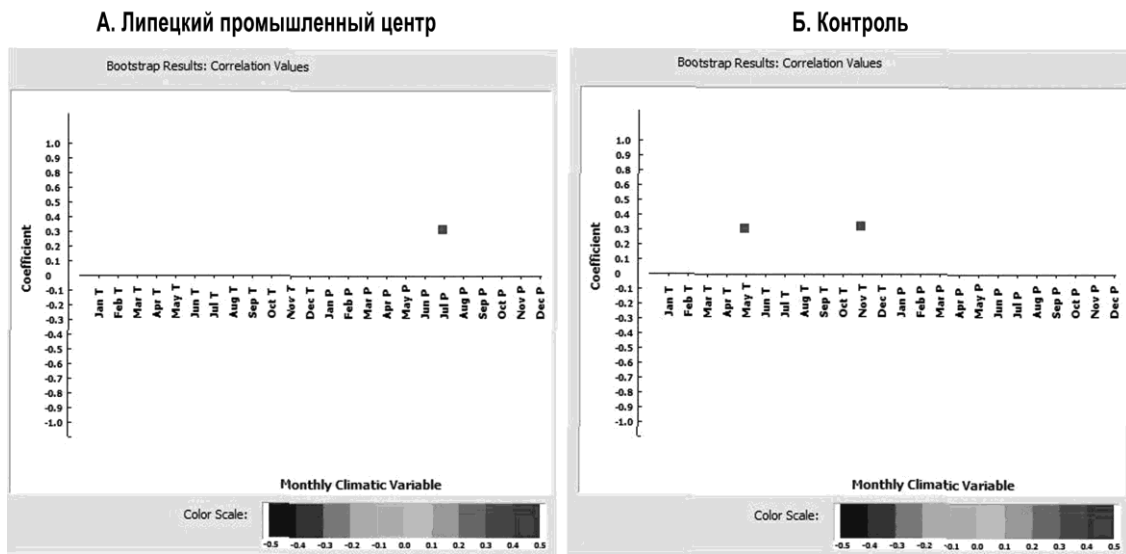 А. Липецкий промышленный центр
Bootstrap Results: Correlation Values
1.0
0.9
0.8
0.7
0.6
0.5
0.4
0.3
0.2
0.1
0
-0.1
-0.2
-0.3
-0.4
-0.5
-0.6
-0.7
-0.8
-0.9
-1.0
Coefficient
Jan T
Feb T
Mar T
Apr T
May T
Jun T
Jul T
Aug T
Sep T
Oct T
Nov T
Dec T
Jan P
Feb P
Mar P
Apr P
May P
Jun P
Jul P
Aug P
Sep P
Oct P
Nov P
Dec P
Monthly Climatic Variable
Color Scale:
-0.5 -0.4 -0.3 -0.2 -0.1 0.0 0.1 0.2 0.3 0.4 0.5
Б. Контроль
Bootstrap Results: Correlation Values
1.0
0.9
0.8
0.7
0.6
0.5
0.4
0.3
0.2
0.1
0
-0.1
-0.2
-0.3
-0.4
-0.5
-0.6
-0.7
-0.8
-0.9
-1.0
Coefficient
Jan T
Feb T
Mar T
Apr T
May T
Jun T
Jul T
Aug T
Sep T
Oct T
Nov T
Dec T
Jan P
Feb P
Mar P
Apr P
May P
Jun P
Jul P
Aug P
Sep P
Oct P
Nov P
Dec P
Monthly Climatic Variable
Color Scale:
-0.5 -0.4 -0.3 -0.2 -0.1 0.0 0.1 0.2 0.3 0.4 0.5